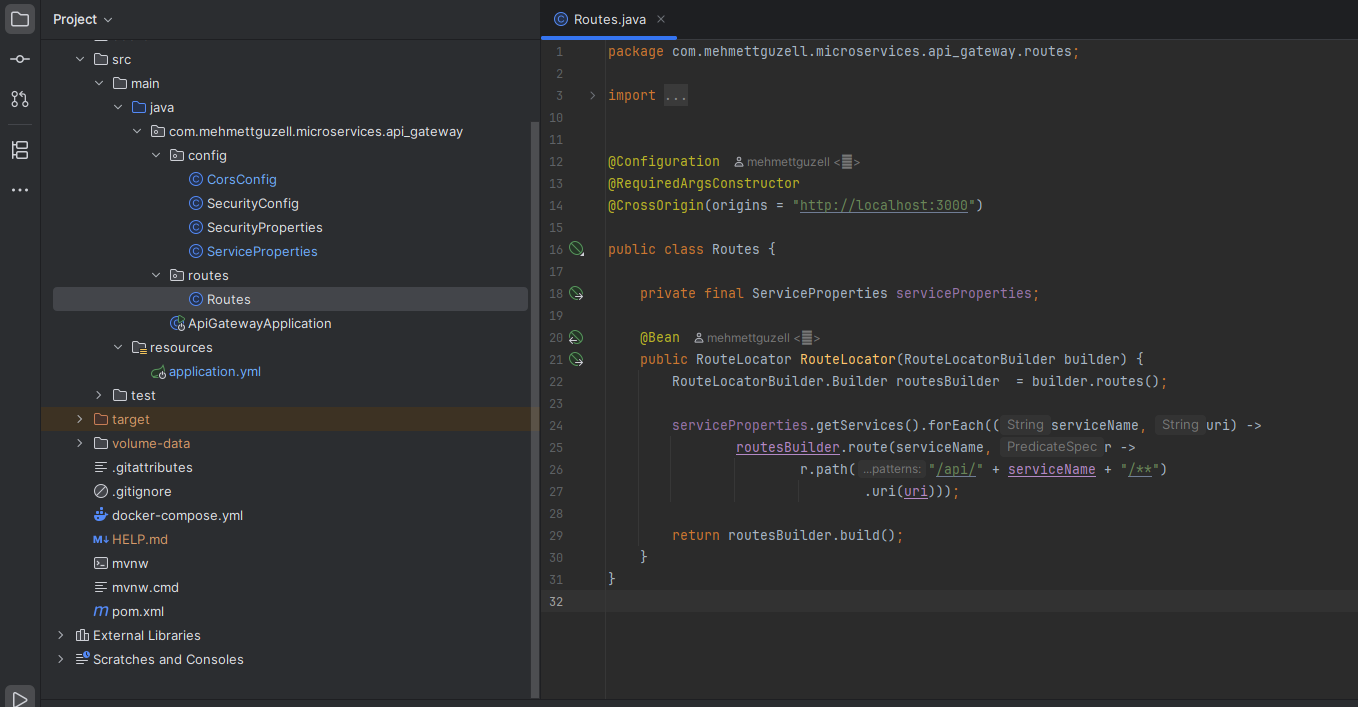 Project
src
main
java
com.mehmettguzell.microservices.api_gateway
config
CorsConfig
SecurityConfig
SecurityProperties
ServiceProperties
routes
Routes
ApiGatewayApplication
resources
application.yml
test
target
volume-data
.gitattributes
.gitignore
docker-compose.yml
M↓ HELP.md
mvnw
mvnw.cmd
m pom.xml
External Libraries
Scratches and Consoles
Routes.java
1 package com.mehmettguzell.microservices.api_gateway.routes;
2
3 import ...
10
11
12 @Configuration mehmettguzell <>
13 @RequiredArgsConstructor
14 @CrossOrigin(origins = "http://localhost:3000")
15
16 public class Routes {
17
18 private final ServiceProperties serviceProperties;
19
20 @Bean mehmettguzell <>
21 public RouteLocator RouteLocator(RouteLocatorBuilder builder) {
22 RouteLocatorBuilder.Builder routesBuilder  = builder.routes();
23
24 serviceProperties.getServices().forEach(( String serviceName, String uri) ->
25 routesBuilder.route(serviceName, PredicateSpec r ->
26 r.path( ...patterns: "/api/" + serviceName + "/**")
27 .uri(uri)));
28
29 return routesBuilder.build();
30 }
31 }
32